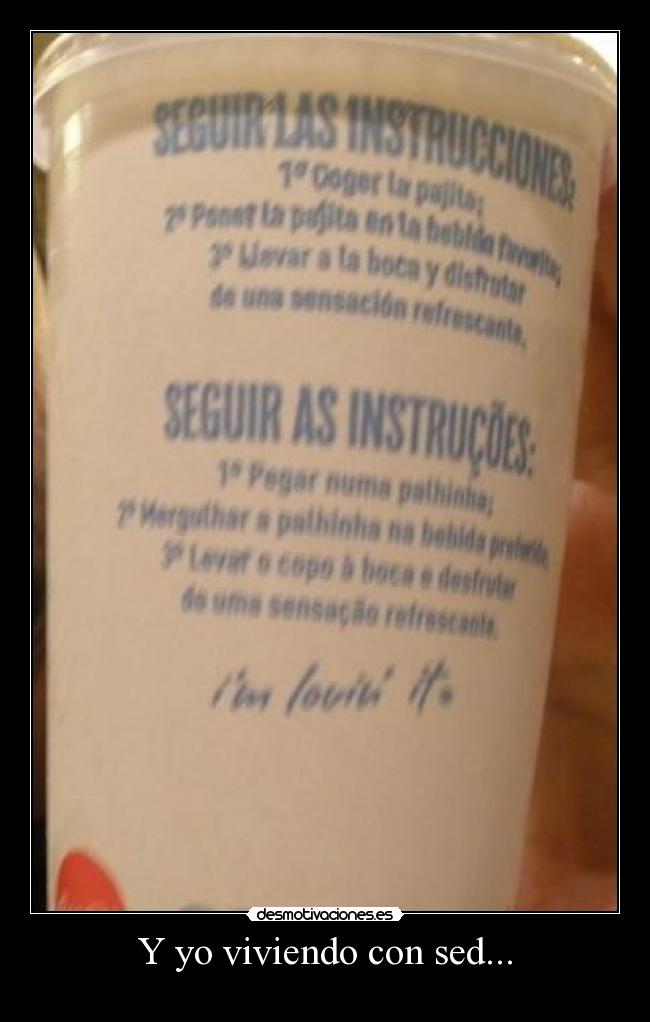 SEGUIR LAS INSTRUCCIONES:
1º Coger la pajita;
2º Poner la pajita en la bebida favorita;
3º Llevar a la boca y disfrutar
de una sensación refrescante.
SEGUIR AS INSTRUÇÕES:
1º Pegar numa palhinha;
2º Mergulhar a palhinha na bebida preferida;
3º Levar o copo à boca e desfrutar
de uma sensação refrescante.
i'm lovin' it.
desmotivaciones.es
Y yo viviendo con sed...